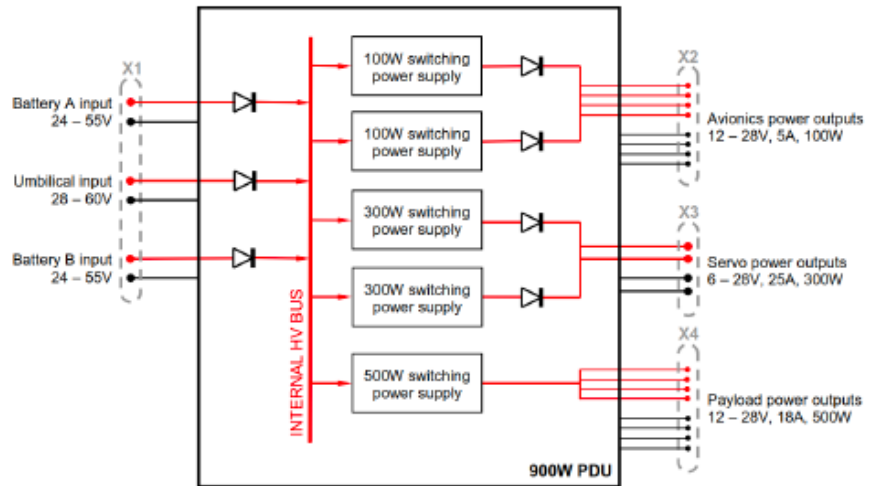 X1
Battery A input
24 – 55V
Umbilical input
28 – 60V
Battery B input
24 – 55V
INTERNAL HV BUS
100W switching
power supply
100W switching
power supply
300W switching
power supply
300W switching
power supply
500W switching
power supply
900W PDU
X2
Avionics power outputs
12 – 28V, 5A, 100W
X3
Servo power outputs
6 – 28V, 25A, 300W
X4
Payload power outputs
12 – 28V, 18A, 500W